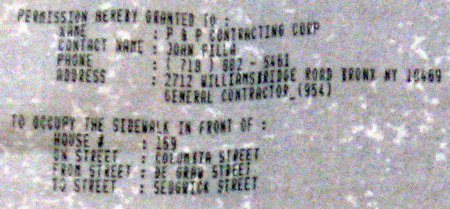 PERMISSION HEREBY GRANTED TO :
NAME : P & P CONTRACTING CORP
CONTACT NAME : JOHN PILLA
PHONE : ( 718 ) 882 - 5461
ADDRESS : 2712 WILLIAMSBRIDGE ROAD BRONX NY 10469
GENERAL CONTRACTOR (954)
TO OCCUPY THE SIDEWALK IN FRONT OF :
HOUSE # : 169
ON STREET : COLUMBIA STREET
FROM STREET : DE GRAW STREET
TO STREET : SEDGWICK STREET